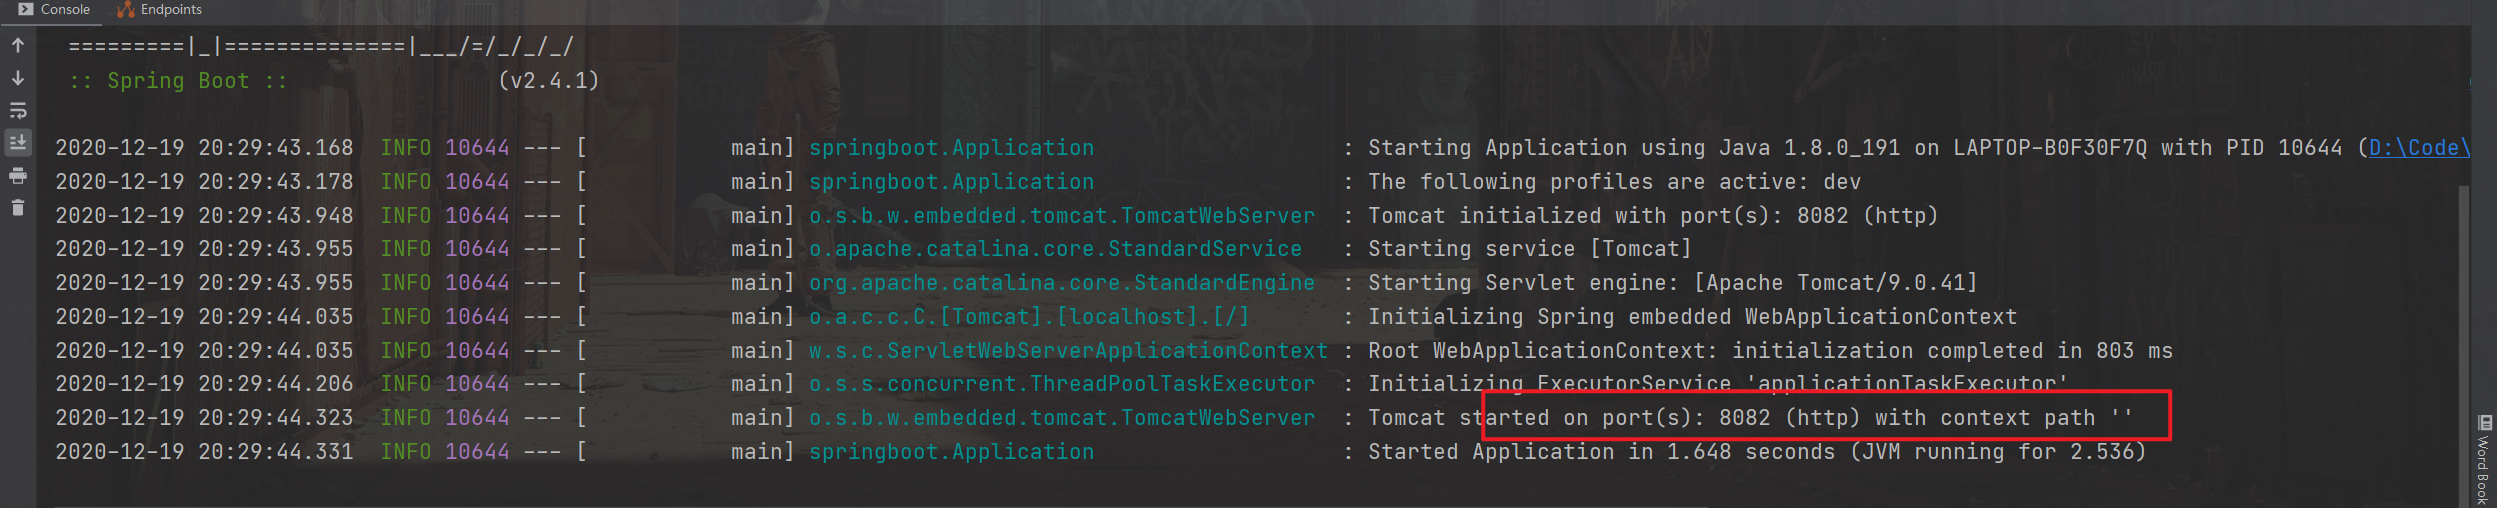 Console Endpoints
=========|_|==============|___/=/_/_/_/
:: Spring Boot :: (v2.4.1)
2020-12-19 20:29:43.168 INFO 10644 --- [ main] springboot.Application : Starting Application using Java 1.8.0_191 on LAPTOP-B0F30F7Q with PID 10644 (D:\Code\
2020-12-19 20:29:43.178 INFO 10644 --- [ main] springboot.Application : The following profiles are active: dev
2020-12-19 20:29:43.948 INFO 10644 --- [ main] o.s.b.w.embedded.tomcat.TomcatWebServer : Tomcat initialized with port(s): 8082 (http)
2020-12-19 20:29:43.955 INFO 10644 --- [ main] o.apache.catalina.core.StandardService : Starting service [Tomcat]
2020-12-19 20:29:43.955 INFO 10644 --- [ main] org.apache.catalina.core.StandardEngine : Starting Servlet engine: [Apache Tomcat/9.0.41]
2020-12-19 20:29:44.035 INFO 10644 --- [ main] o.a.c.c.C.[Tomcat].[localhost].[/] : Initializing Spring embedded WebApplicationContext
2020-12-19 20:29:44.035 INFO 10644 --- [ main] w.s.c.ServletWebServerApplicationContext : Root WebApplicationContext: initialization completed in 803 ms
2020-12-19 20:29:44.206 INFO 10644 --- [ main] o.s.s.concurrent.ThreadPoolTaskExecutor : Initializing ExecutorService 'applicationTaskExecutor'
2020-12-19 20:29:44.323 INFO 10644 --- [ main] o.s.b.w.embedded.tomcat.TomcatWebServer : Tomcat started on port(s): 8082 (http) with context path ''
2020-12-19 20:29:44.331 INFO 10644 --- [ main] springboot.Application : Started Application in 1.648 seconds (JVM running for 2.536)
Word Book